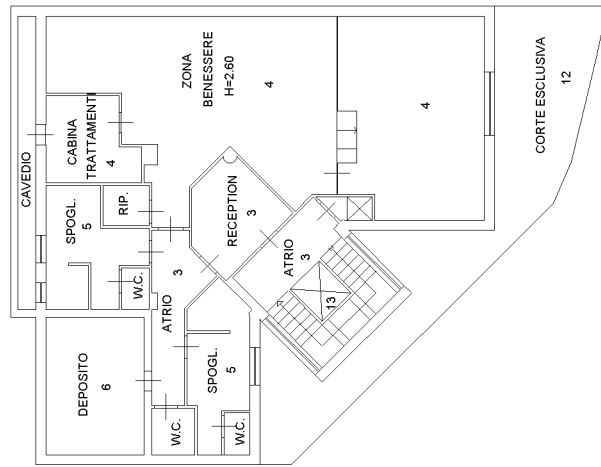 CAVEDIO
CABINA
TRATTAMENTI
4
ZONA
BENESSERE
H=2.60
4
4
CORTE ESCLUSIVA
12
SPOGL.
5
RIP.
W.C.
RECEPTION
3
ATRIO
3
ATRIO
3
13
DEPOSITO
6
SPOGL.
5
W.C.
W.C.